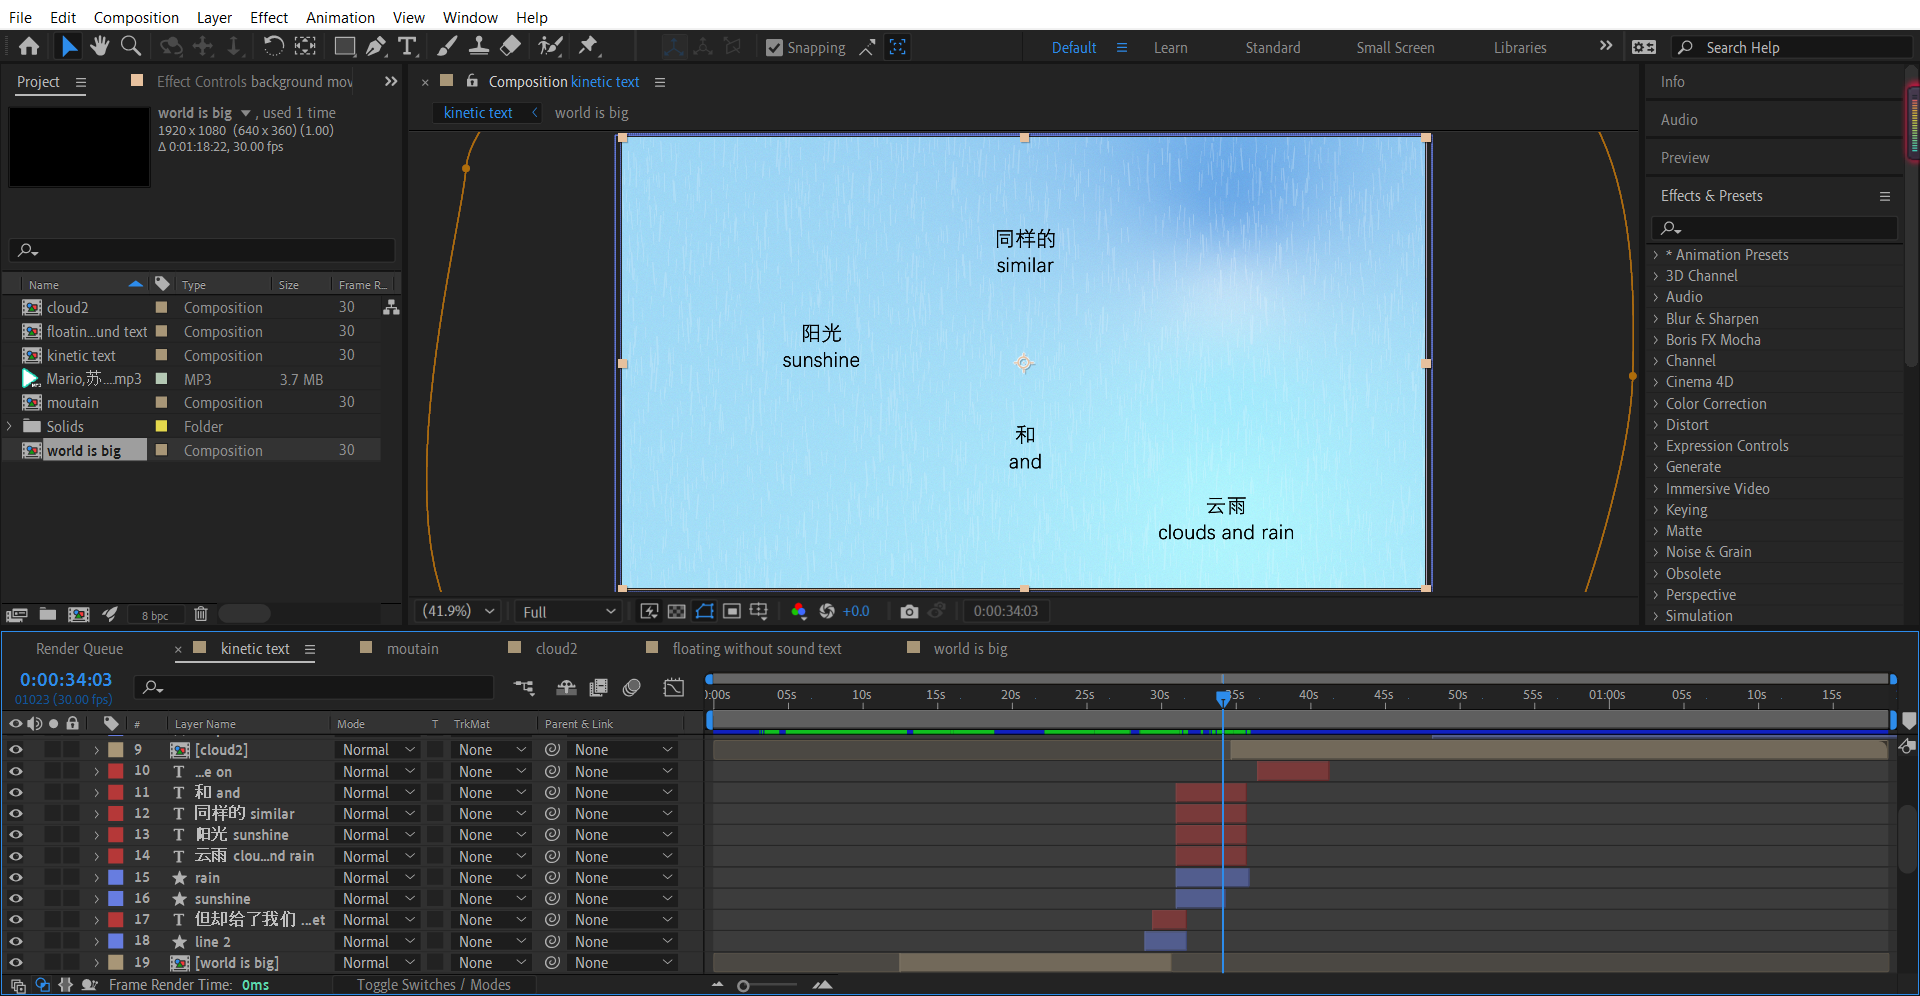 File Edit Composition Layer Effect Animation View Window Help
Snapping Default Learn Standard Small Screen Libraries Search Help
Project Effect Controls background mov
world is big , used 1 time
1920 x 1080 (640 x 360) (1.00)
Δ 0:01:18:22, 30.00 fps
Name Type Size Frame R...
cloud2 Composition 30
floatin...und text Composition 30
kinetic text Composition 30
Mario,苏 ....mp3 MP3 3.7 MB
moutain Composition 30
Solids Folder
world is big Composition 30
8 bpc
Composition kinetic text
kinetic text world is big
同样的
similar
阳光
sunshine
和
and
云雨
clouds and rain
(41.9%) Full +0.0 0:00:34:03
Info
Audio
Preview
Effects & Presets
* Animation Presets
3D Channel
Audio
Blur & Sharpen
Boris FX Mocha
Channel
Cinema 4D
Color Correction
Distort
Expression Controls
Generate
Immersive Video
Keying
Matte
Noise & Grain
Obsolete
Perspective
Simulation
Render Queue kinetic text moutain cloud2 floating without sound text world is big
0:00:34:03
01023 (30.00 fps)
0:00s 05s 10s 15s 20s 25s 30s 35s 40s 45s 50s 55s 01:00s 05s 10s 15s
# Layer Name Mode T TrkMat Parent & Link
9 [cloud2] Normal None None
10 T ...e on Normal None None
11 T 和 and Normal None None
12 T 同样的 similar Normal None None
13 T 阳光 sunshine Normal None None
14 T 云雨 clou...nd rain Normal None None
15 rain Normal None None
16 sunshine Normal None None
17 T 但却给了我们 ...et Normal None None
18 line 2 Normal None None
19 [world is big] Normal None None
Frame Render Time: 0ms Toggle Switches / Modes